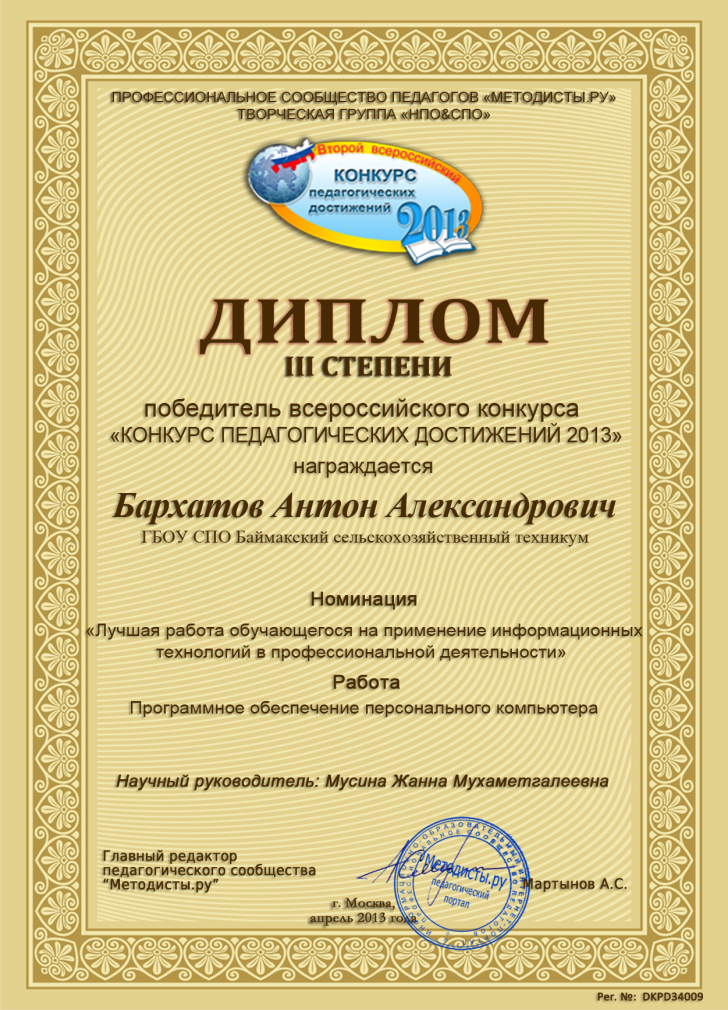 ПРОФЕССИОНАЛЬНОЕ СООБЩЕСТВО ПЕДАГОГОВ «МЕТОДИСТЫ.РУ»
ТВОРЧЕСКАЯ ГРУППА «НПО&СПО»
Второй всероссийский
КОНКУРС
педагогических
достижений
2013
ДИПЛОМ
III СТЕПЕНИ
победитель всероссийского конкурса
«КОНКУРС ПЕДАГОГИЧЕСКИХ ДОСТИЖЕНИЙ 2013»
награждается
Бархатов Антон Александрович
ГБОУ СПО Баймакский сельскохозяйственный техникум
Номинация
«Лучшая работа обучающегося на применение информационных
технологий в профессиональной деятельности»
Работа
Программное обеспечение персонального компьютера
Научный руководитель: Мусина Жанна Мухаметгалеевна
Главный редактор
педагогического сообщества
"Методисты.ру"
Методисты.ру
педагогический
портал
Мартынов А.С.
г. Москва,
апрель 2013 года
Рег. №: DKPD34009